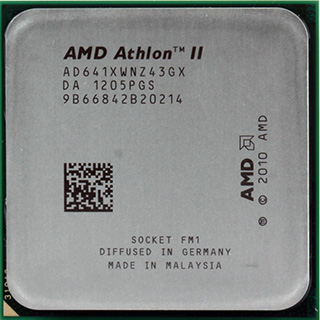 AMD Athlon™ II
AD641XWNZ43GX
DA 1205PGS
9B66842B20214
AMD
© 2010 AMD
SOCKET FM1
DIFFUSED IN GERMANY
MADE IN MALAYSIA